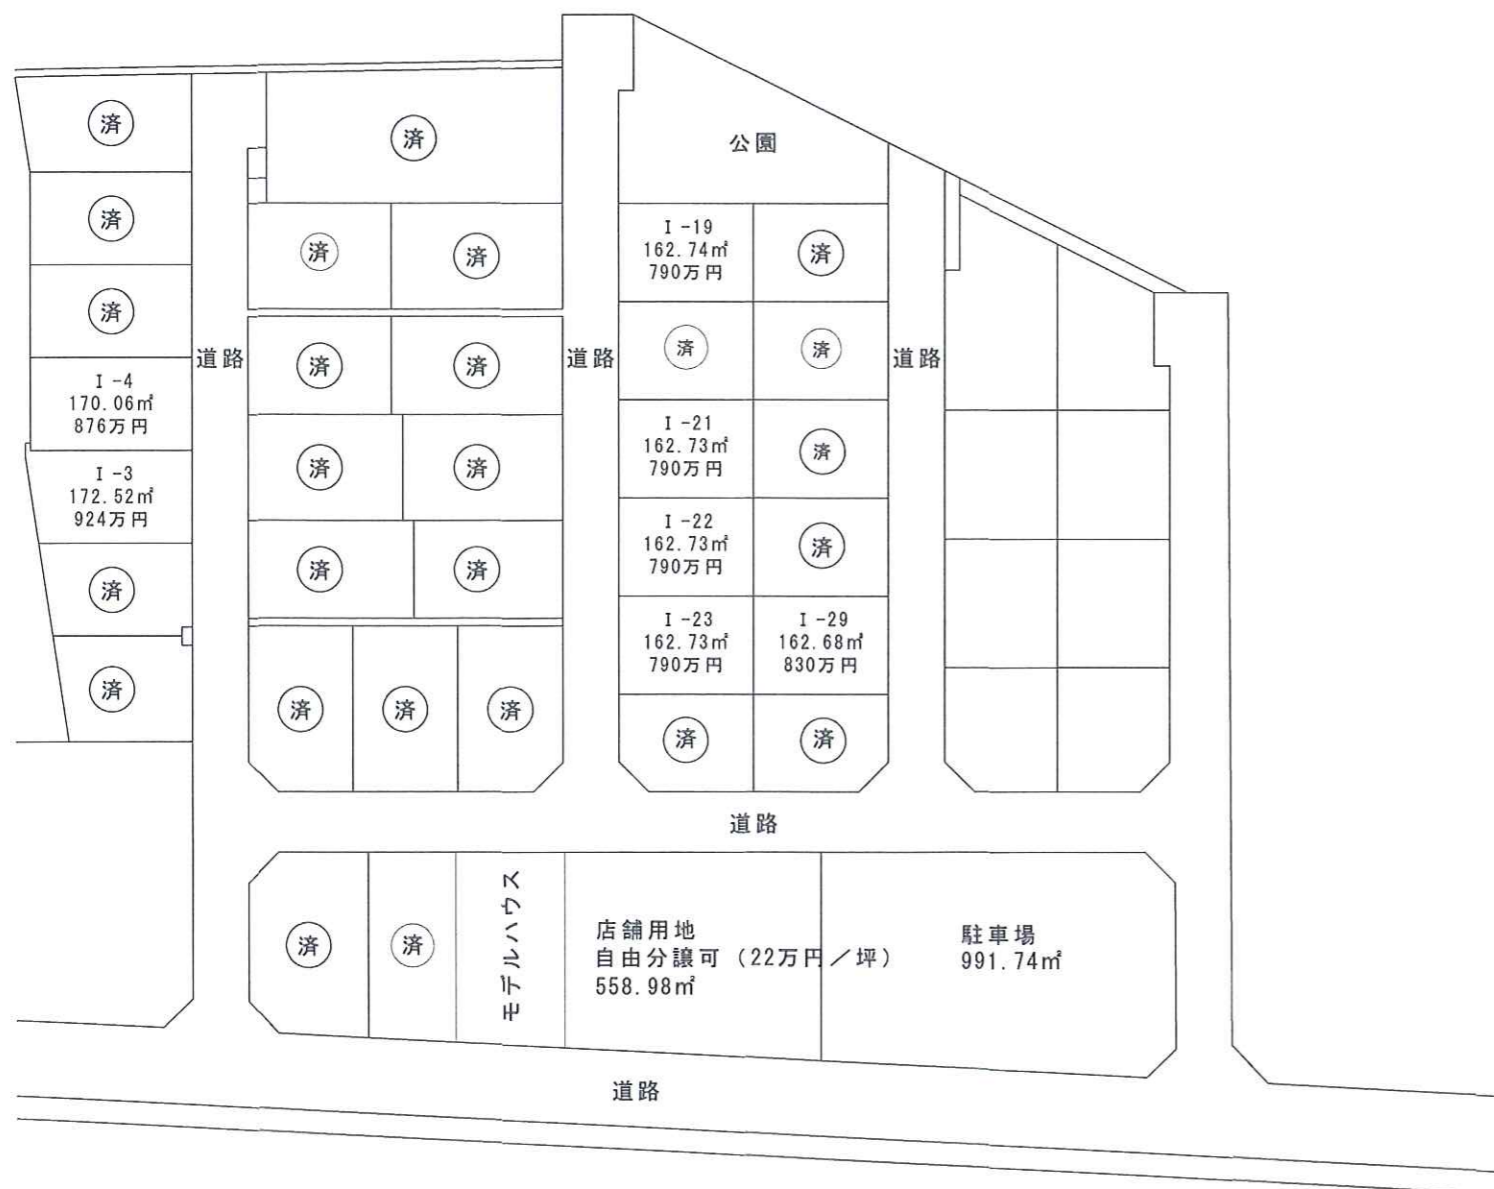 済
済
公園
済
済
済
I -19
162.74㎡
790万円
済
済
道路
済
済
道路
済
済
道路
I -4
170.06㎡
876万円
I -21
162.73㎡
790万円
済
済
済
I -3
172.52㎡
924万円
I -22
162.73㎡
790万円
済
済
済
済
I -23
162.73㎡
790万円
I -29
162.68㎡
830万円
済
済
済
済
済
済
道路
済
済
モデルハウス
店舗用地
自由分譲可（22万円／坪）
558.98㎡
駐車場
991.74㎡
道路